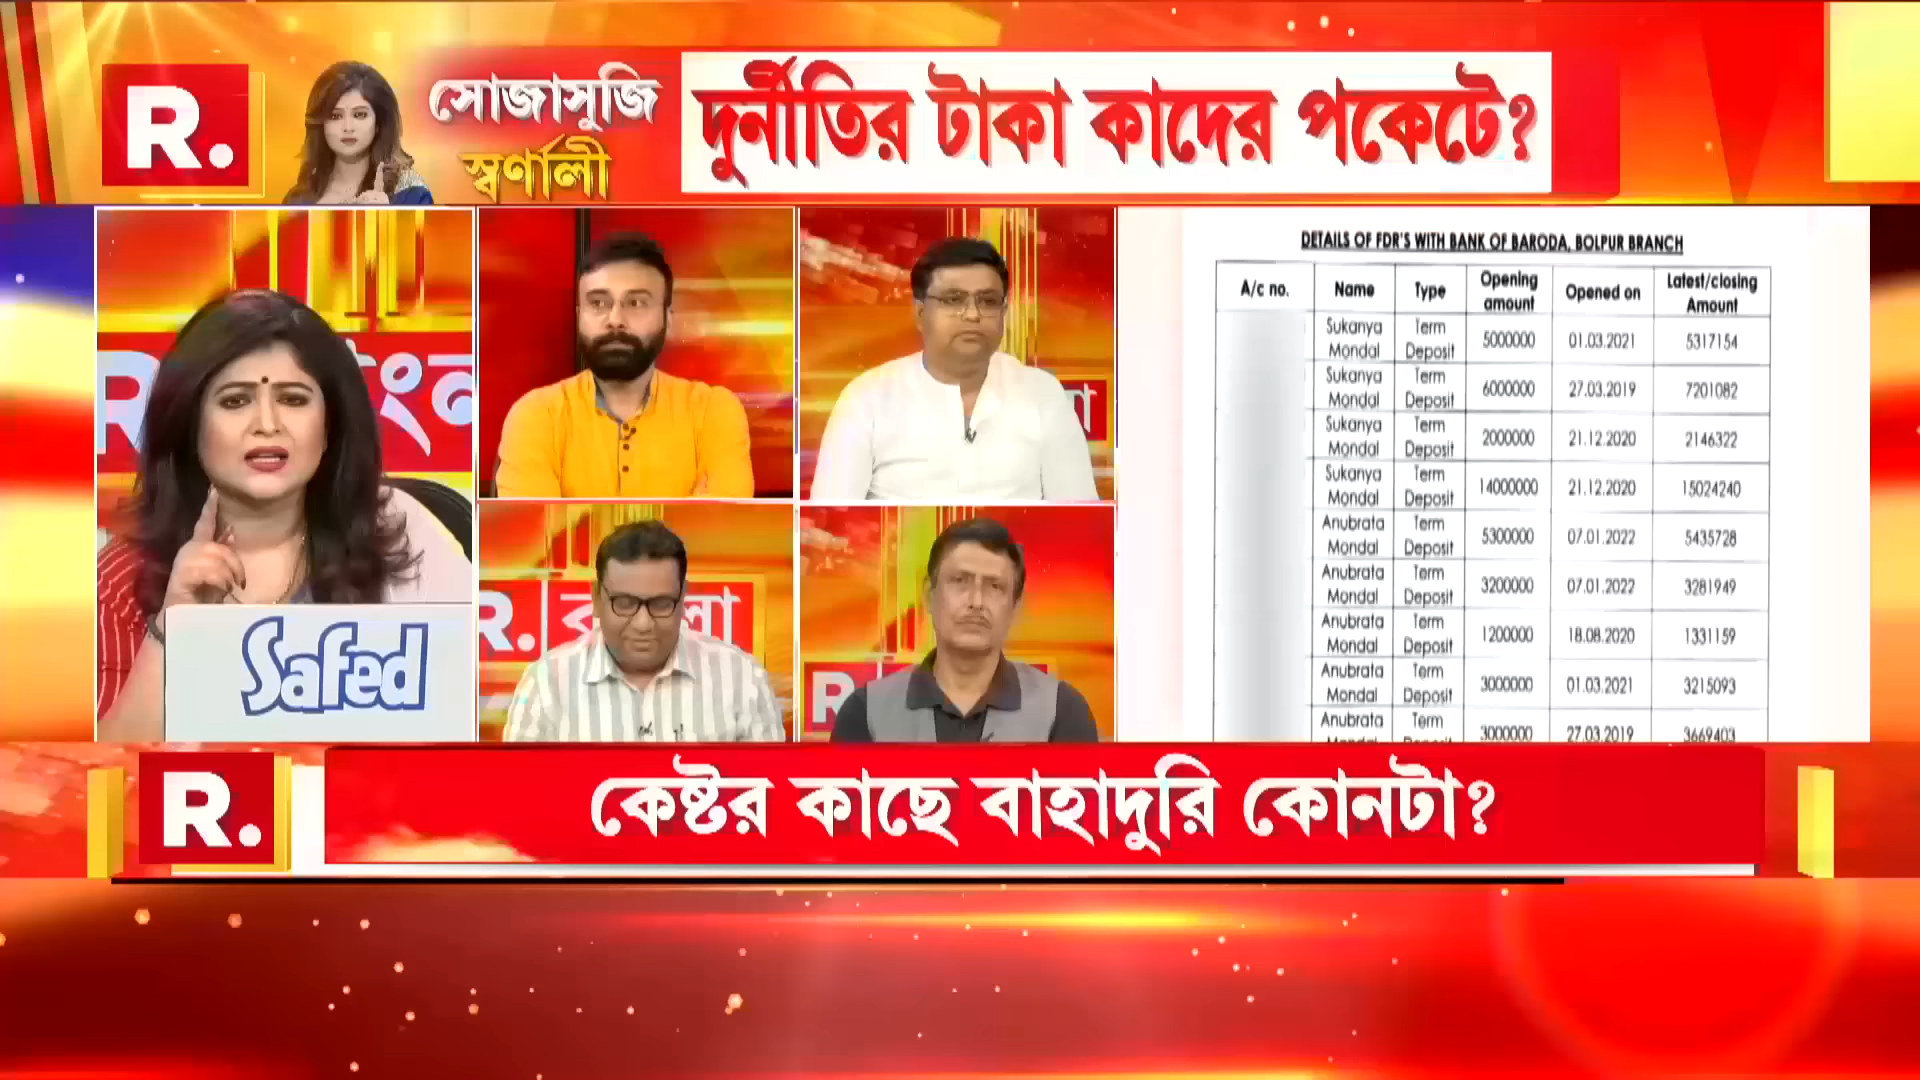 R.
সোজাসুজি
স্বর্ণালী
দুর্নীতির টাকা কাদের পকেটে?
DETAILS OF FDR'S WITH BANK OF BARODA, BOLPUR BRANCH
A/c no. Name Type Opening amount Opened on Latest/closing Amount
Sukanya Mondal Term Deposit 5000000 01.03.2021 5317154
Sukanya Mondal Term Deposit 6000000 27.03.2019 7201082
Sukanya Mondal Term Deposit 2000000 21.12.2020 2146322
Sukanya Mondal Term Deposit 14000000 21.12.2020 15024240
Anubrata Mondal Term Deposit 5300000 07.01.2022 5435728
Anubrata Mondal Term Deposit 3200000 07.01.2022 3281949
Anubrata Mondal Term Deposit 1200000 18.08.2020 1331159
Anubrata Mondal Term Deposit 3000000 01.03.2021 3215093
Anubrata Term 3000000 27.03.2019 3669403
Safed
R.
R
R.
কেষ্টর কাছে বাহাদুরি কোনটা?